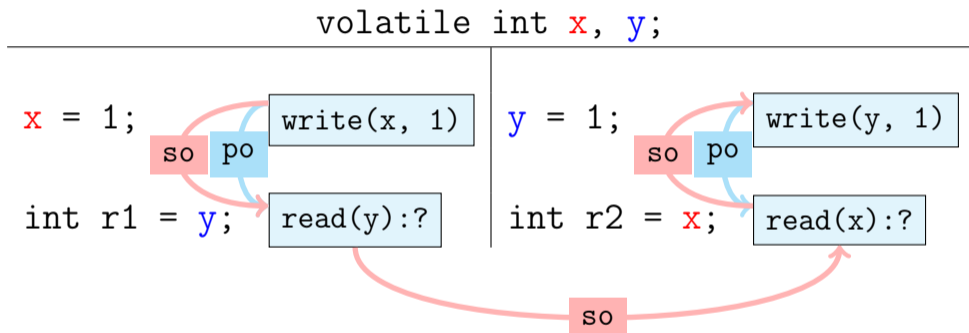 volatile int x, y;
x = 1;
write(x, 1)
so
po
int r1 = y;
read(y):?
y = 1;
write(y, 1)
so
po
int r2 = x;
read(x):?
so